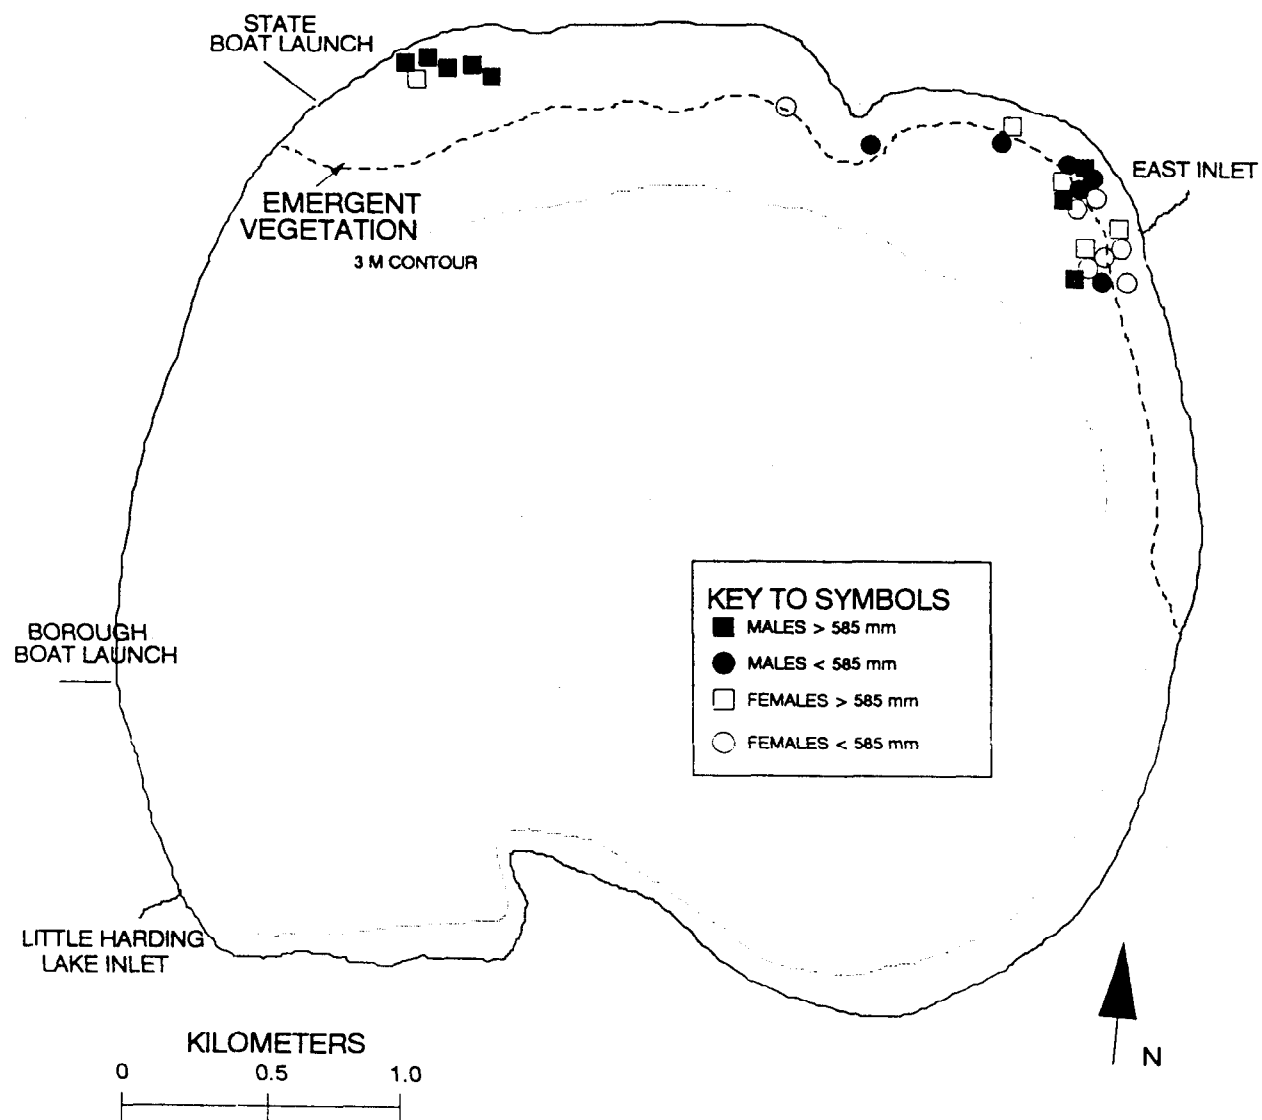 STATE
BOAT LAUNCH
EAST INLET
EMERGENT
VEGETATION
3 M CONTOUR
KEY TO SYMBOLS
MALES > 585 mm
MALES < 585 mm
FEMALES > 585 mm
FEMALES < 585 mm
BOROUGH
BOAT LAUNCH
LITTLE HARDING
LAKE INLET
KILOMETERS
0 0.5 1.0
N